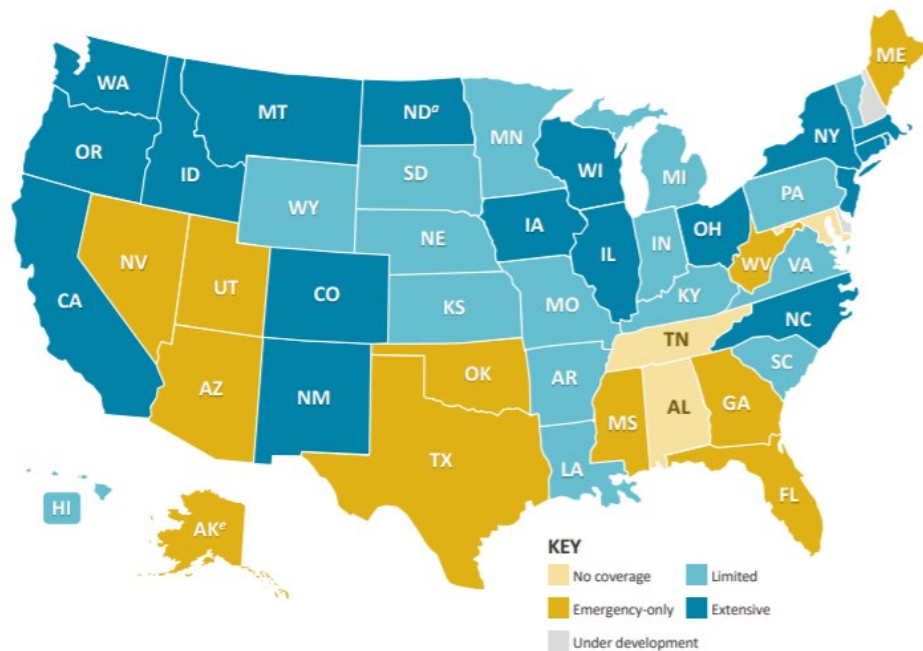 ME
WA
MT
NDᵃ
MN
NY
OR
ID
WI
SD
MI
WY
PA
IA
OH
NE
IL
IN
NV
WV
VA
UT
CO
CA
KS
MO
KY
NC
TN
OK
SC
AZ
NM
AR
MS
AL
GA
TX
LA
FL
HI
AKᵉ
KEY
No coverage
Limited
Emergency-only
Extensive
Under development